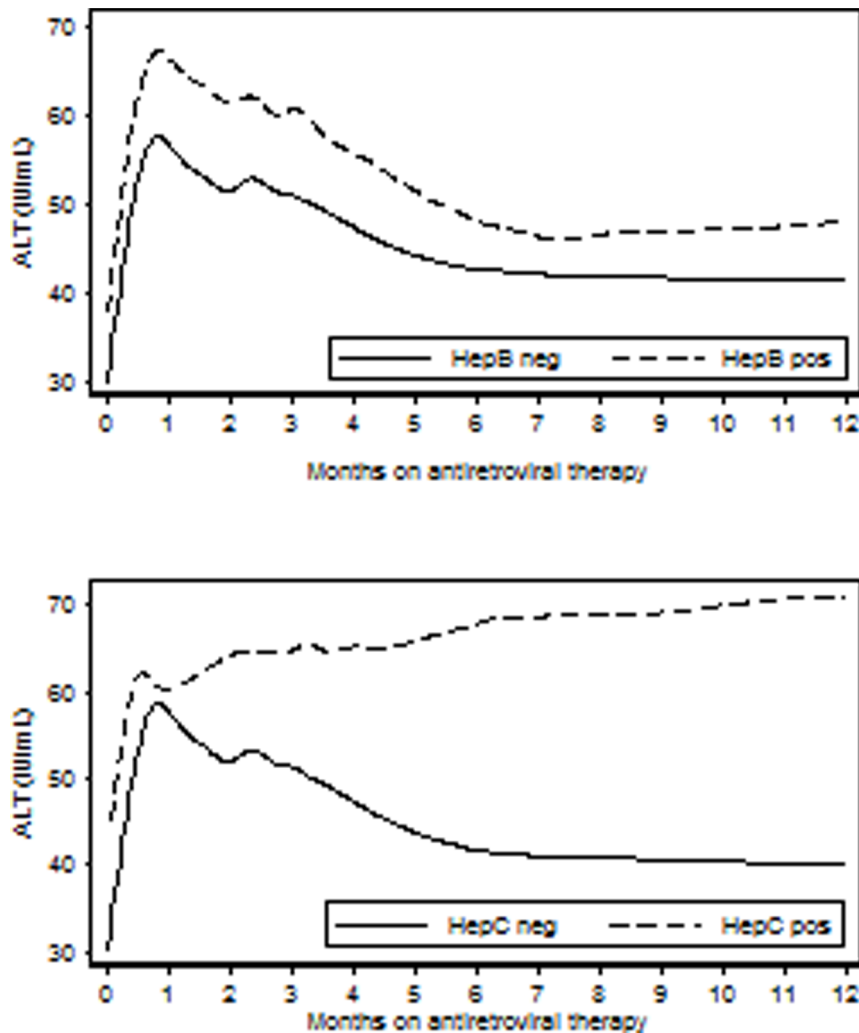 70
60
50
40
30
ALT (IU/mL)
HepB neg HepB pos
0 1 2 3 4 5 6 7 8 9 10 11 12
Months on antiretroviral therapy
70
60
50
40
30
ALT (IU/mL)
HepC neg HepC pos
0 1 2 3 4 5 6 7 8 9 10 11 12
Months on antiretroviral therapy